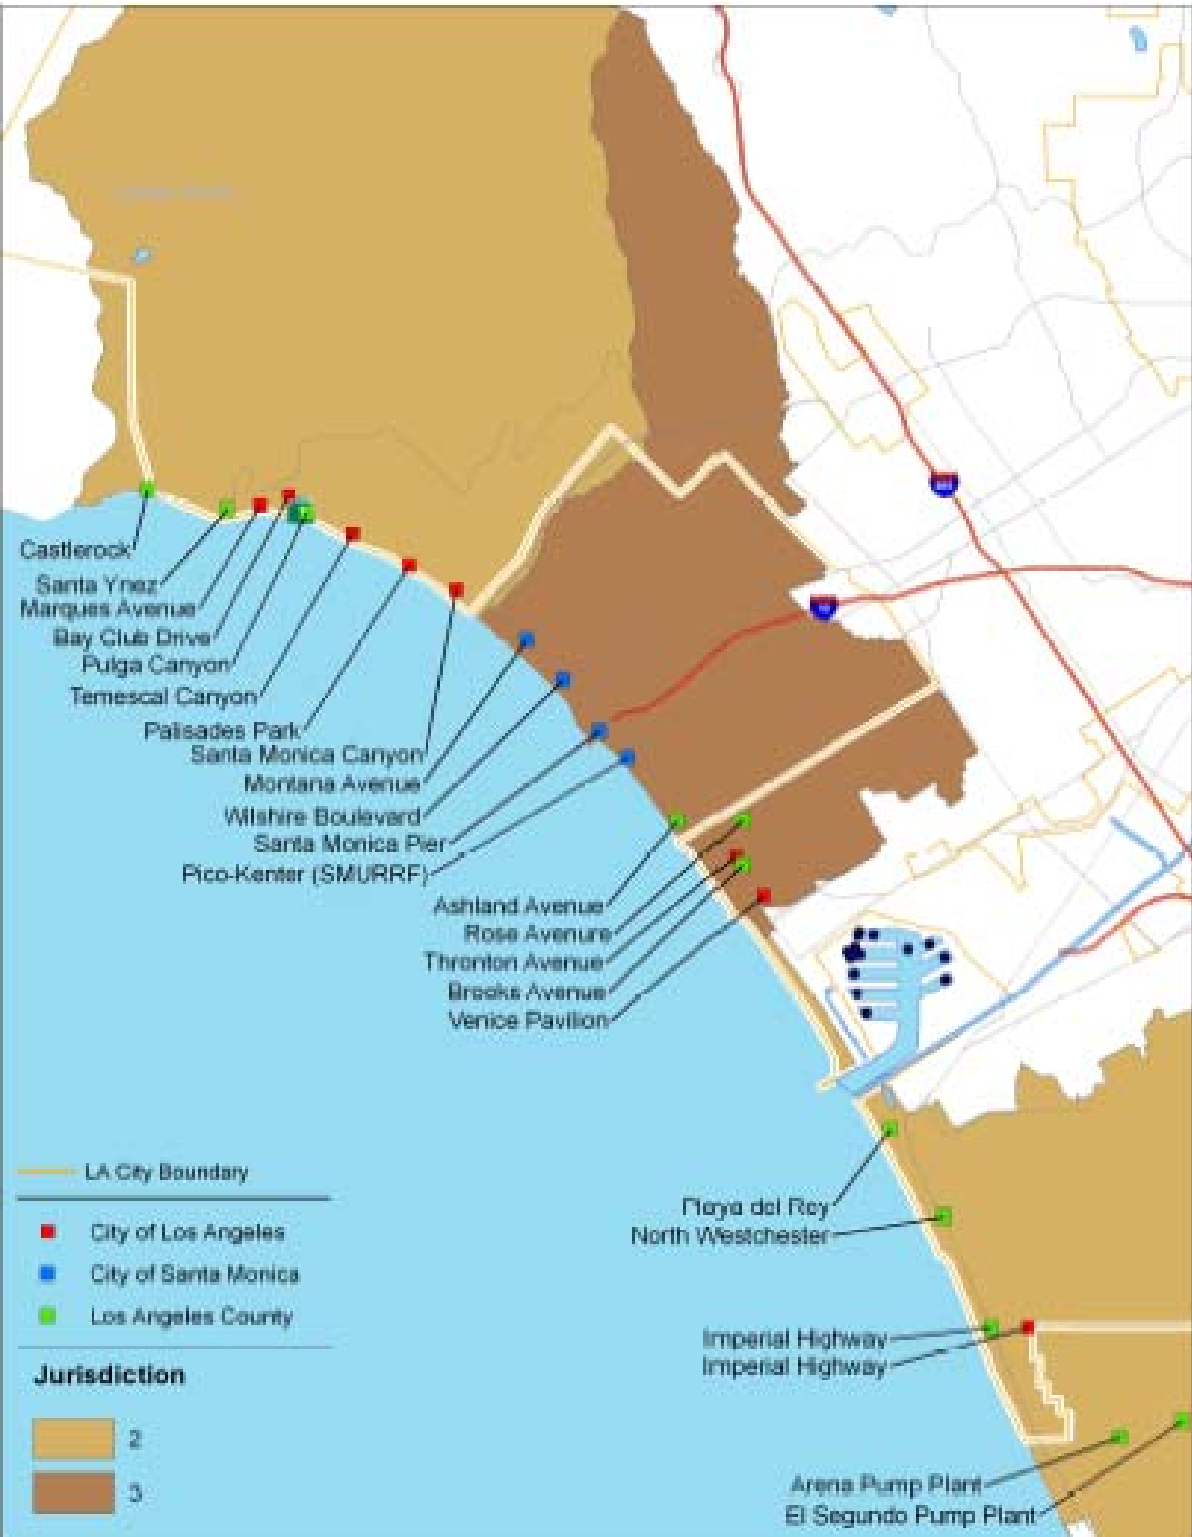 Castlerock
Santa Ynez
Marques Avenue
Bay Club Drive
Pulga Canyon
Temescal Canyon
Palisades Park
Santa Monica Canyon
Montana Avenue
Wilshire Boulevard
Santa Monica Pier
Pico-Kenter (SMURRF)
Ashland Avenue
Rose Avenure
Thronton Avenue
Brooks Avenue
Venice Pavilion
Playa del Rey
North Westchester
Imperial Highway
Imperial Highway
Arena Pump Plant
El Segundo Pump Plant
LA City Boundary
City of Los Angeles
City of Santa Monica
Los Angeles County
Jurisdiction
2
3